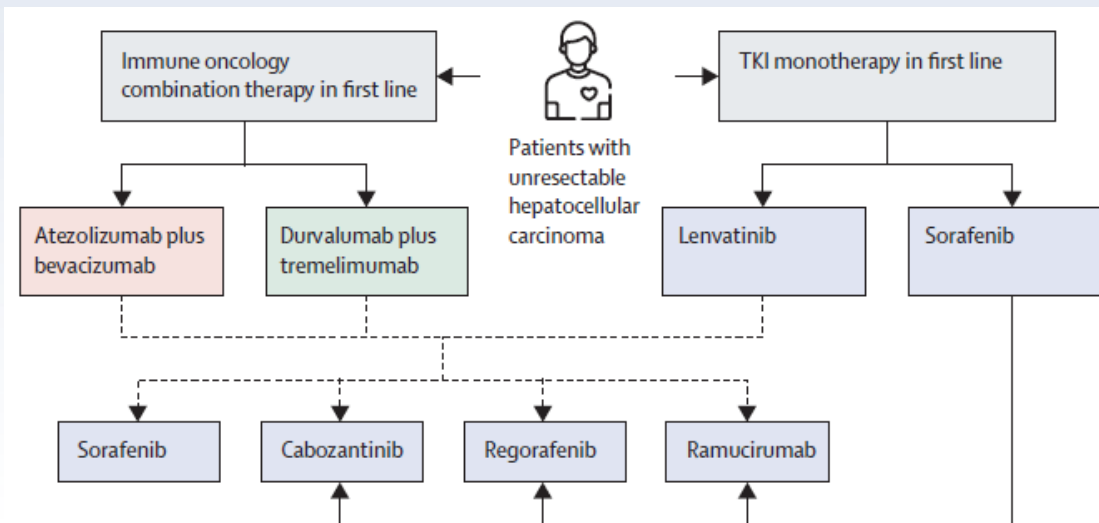 Immune oncology
combination therapy in first line
TKI monotherapy in first line
Patients with
unresectable
hepatocellular
carcinoma
Atezolizumab plus
bevacizumab
Durvalumab plus
tremelimumab
Lenvatinib
Sorafenib
Sorafenib
Cabozantinib
Regorafenib
Ramucirumab